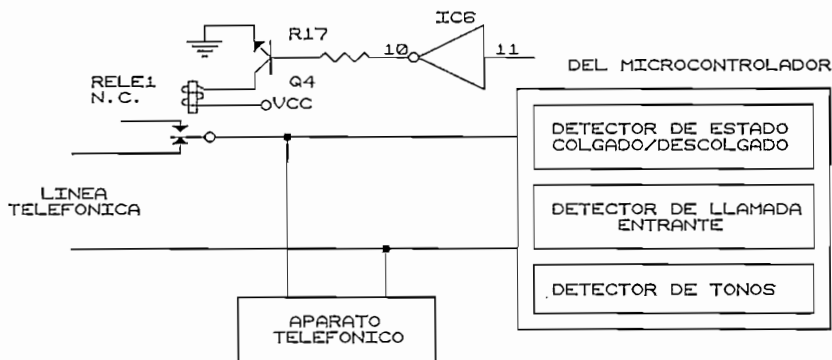 IC6
R17
10
11
DEL MICROCONTROLADOR
RELE1
N.C.
Q4
VCC
DETECTOR DE ESTADO
COLGADO/DESCOLGADO
LINEA
TELEFONICA
DETECTOR DE LLAMADA
ENTRANTE
DETECTOR DE TONOS
APARATO
TELEFONICO